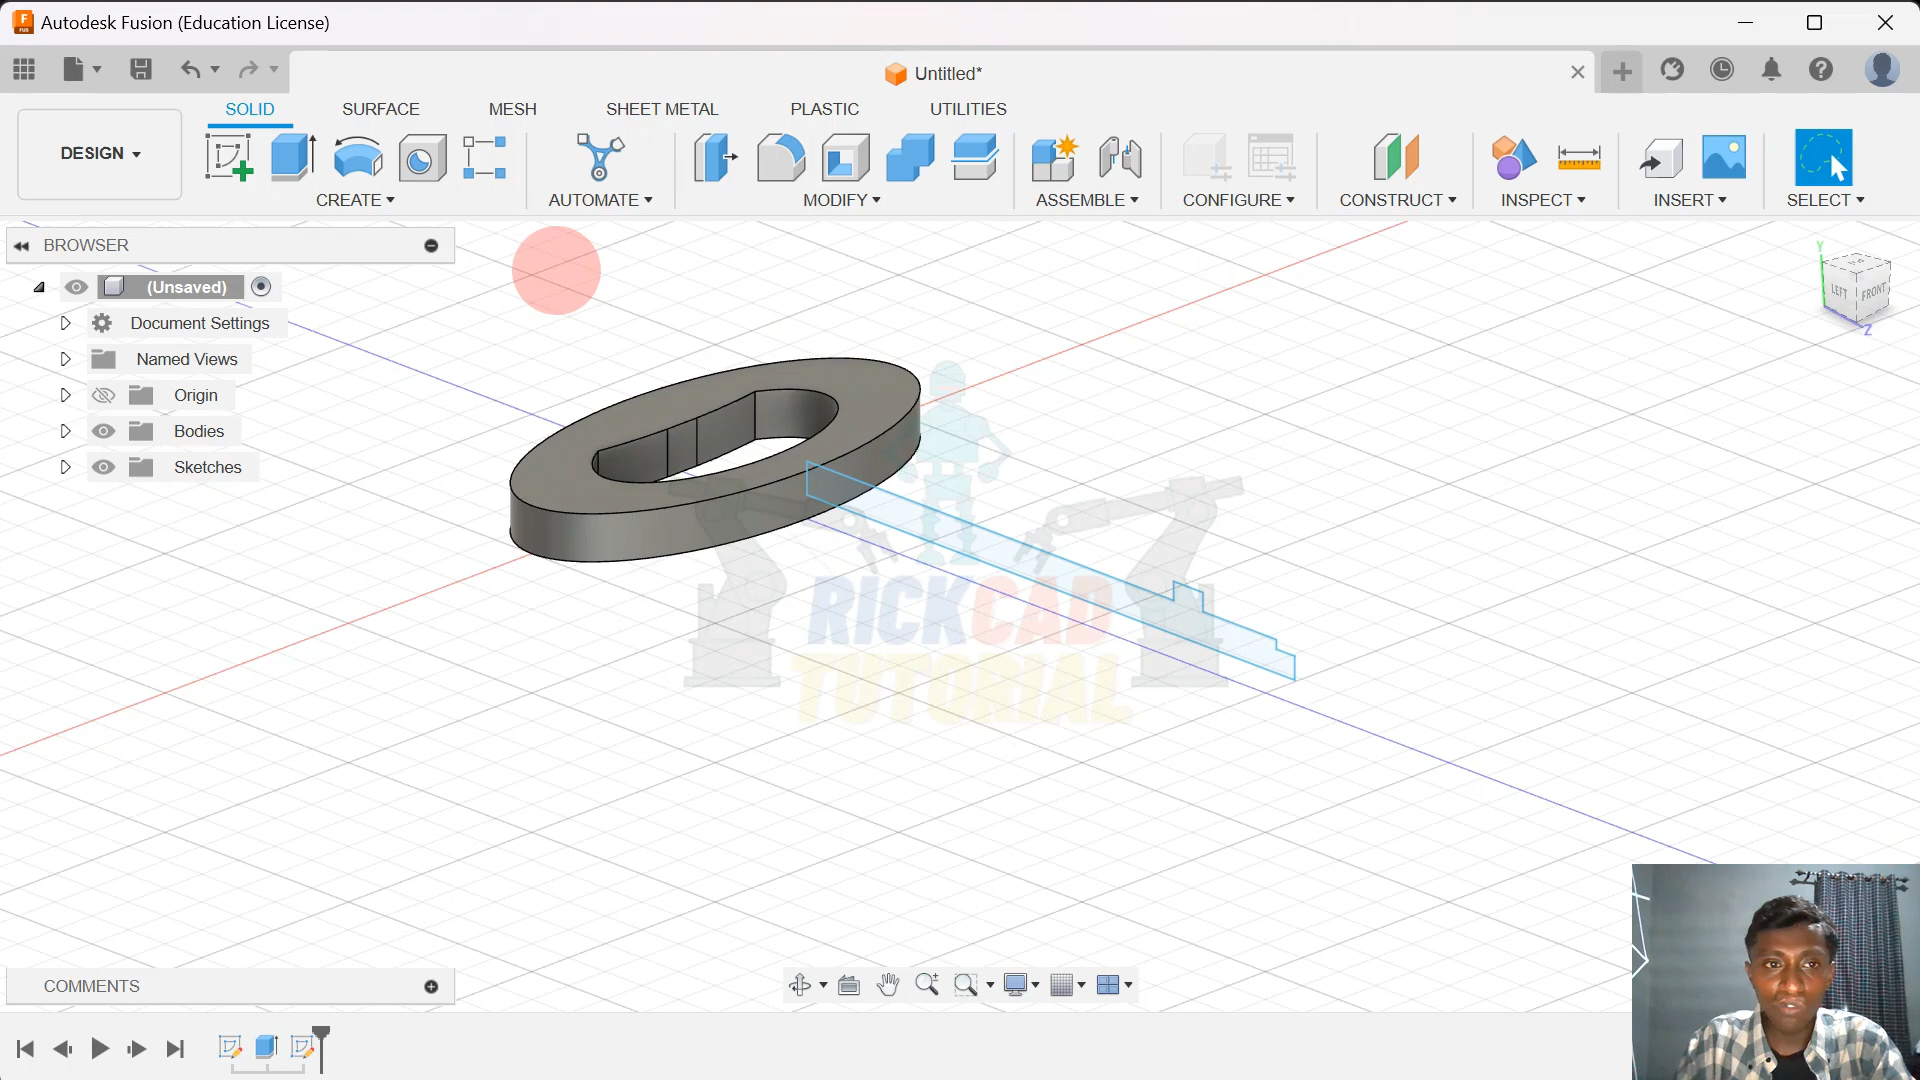 Autodesk Fusion (Education License)
Untitled*
SOLID
SURFACE
MESH
SHEET METAL
PLASTIC
UTILITIES
DESIGN
CREATE
AUTOMATE
MODIFY
ASSEMBLE
CONFIGURE
CONSTRUCT
INSPECT
INSERT
SELECT
BROWSER
(Unsaved)
Document Settings
Named Views
Origin
Bodies
Sketches
Y
LEFT
FRONT
Z
RICKCAD
TUTORIAL
COMMENTS